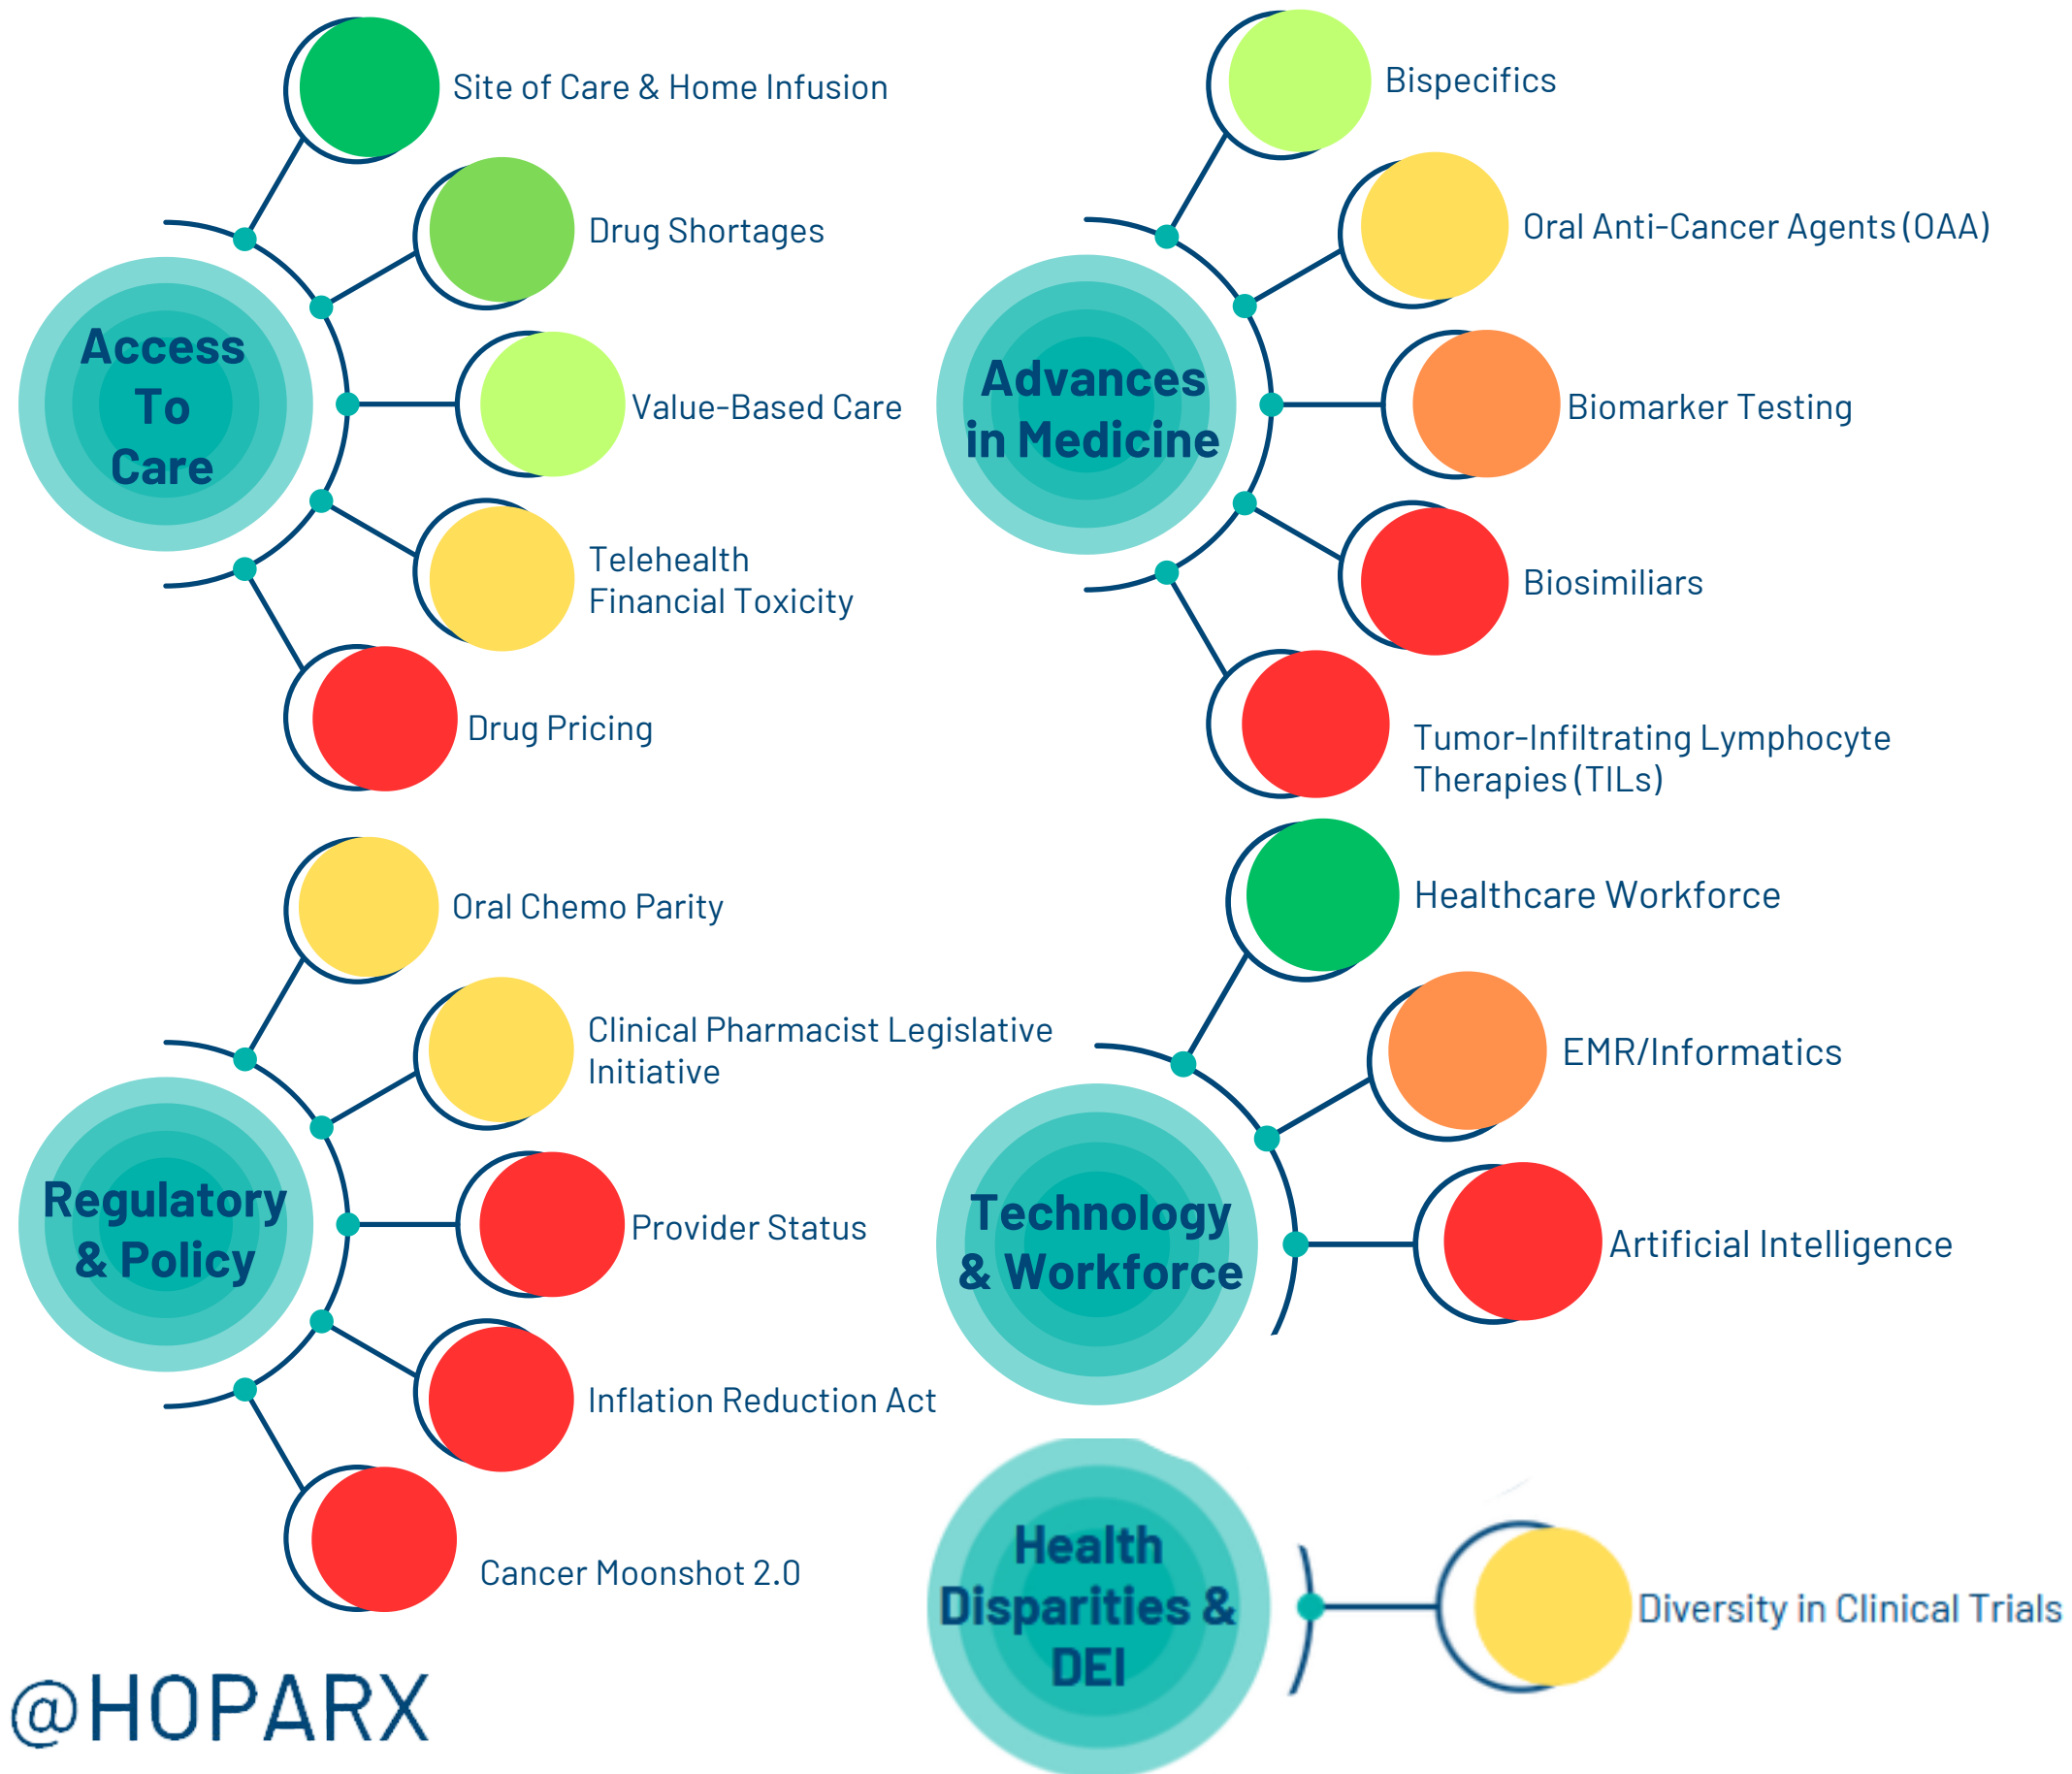 Access
To
Care
Site of Care & Home Infusion
Drug Shortages
Value-Based Care
Telehealth
Financial Toxicity
Drug Pricing
Advances
in Medicine
Bispecifics
Oral Anti-Cancer Agents (OAA)
Biomarker Testing
Biosimiliars
Tumor-Infiltrating Lymphocyte
Therapies (TILs)
Regulatory
& Policy
Oral Chemo Parity
Clinical Pharmacist Legislative
Initiative
Provider Status
Inflation Reduction Act
Cancer Moonshot 2.0
Technology
& Workforce
Healthcare Workforce
EMR/Informatics
Artificial Intelligence
Health
Disparities &
DEI
Diversity in Clinical Trials
@HOPARX